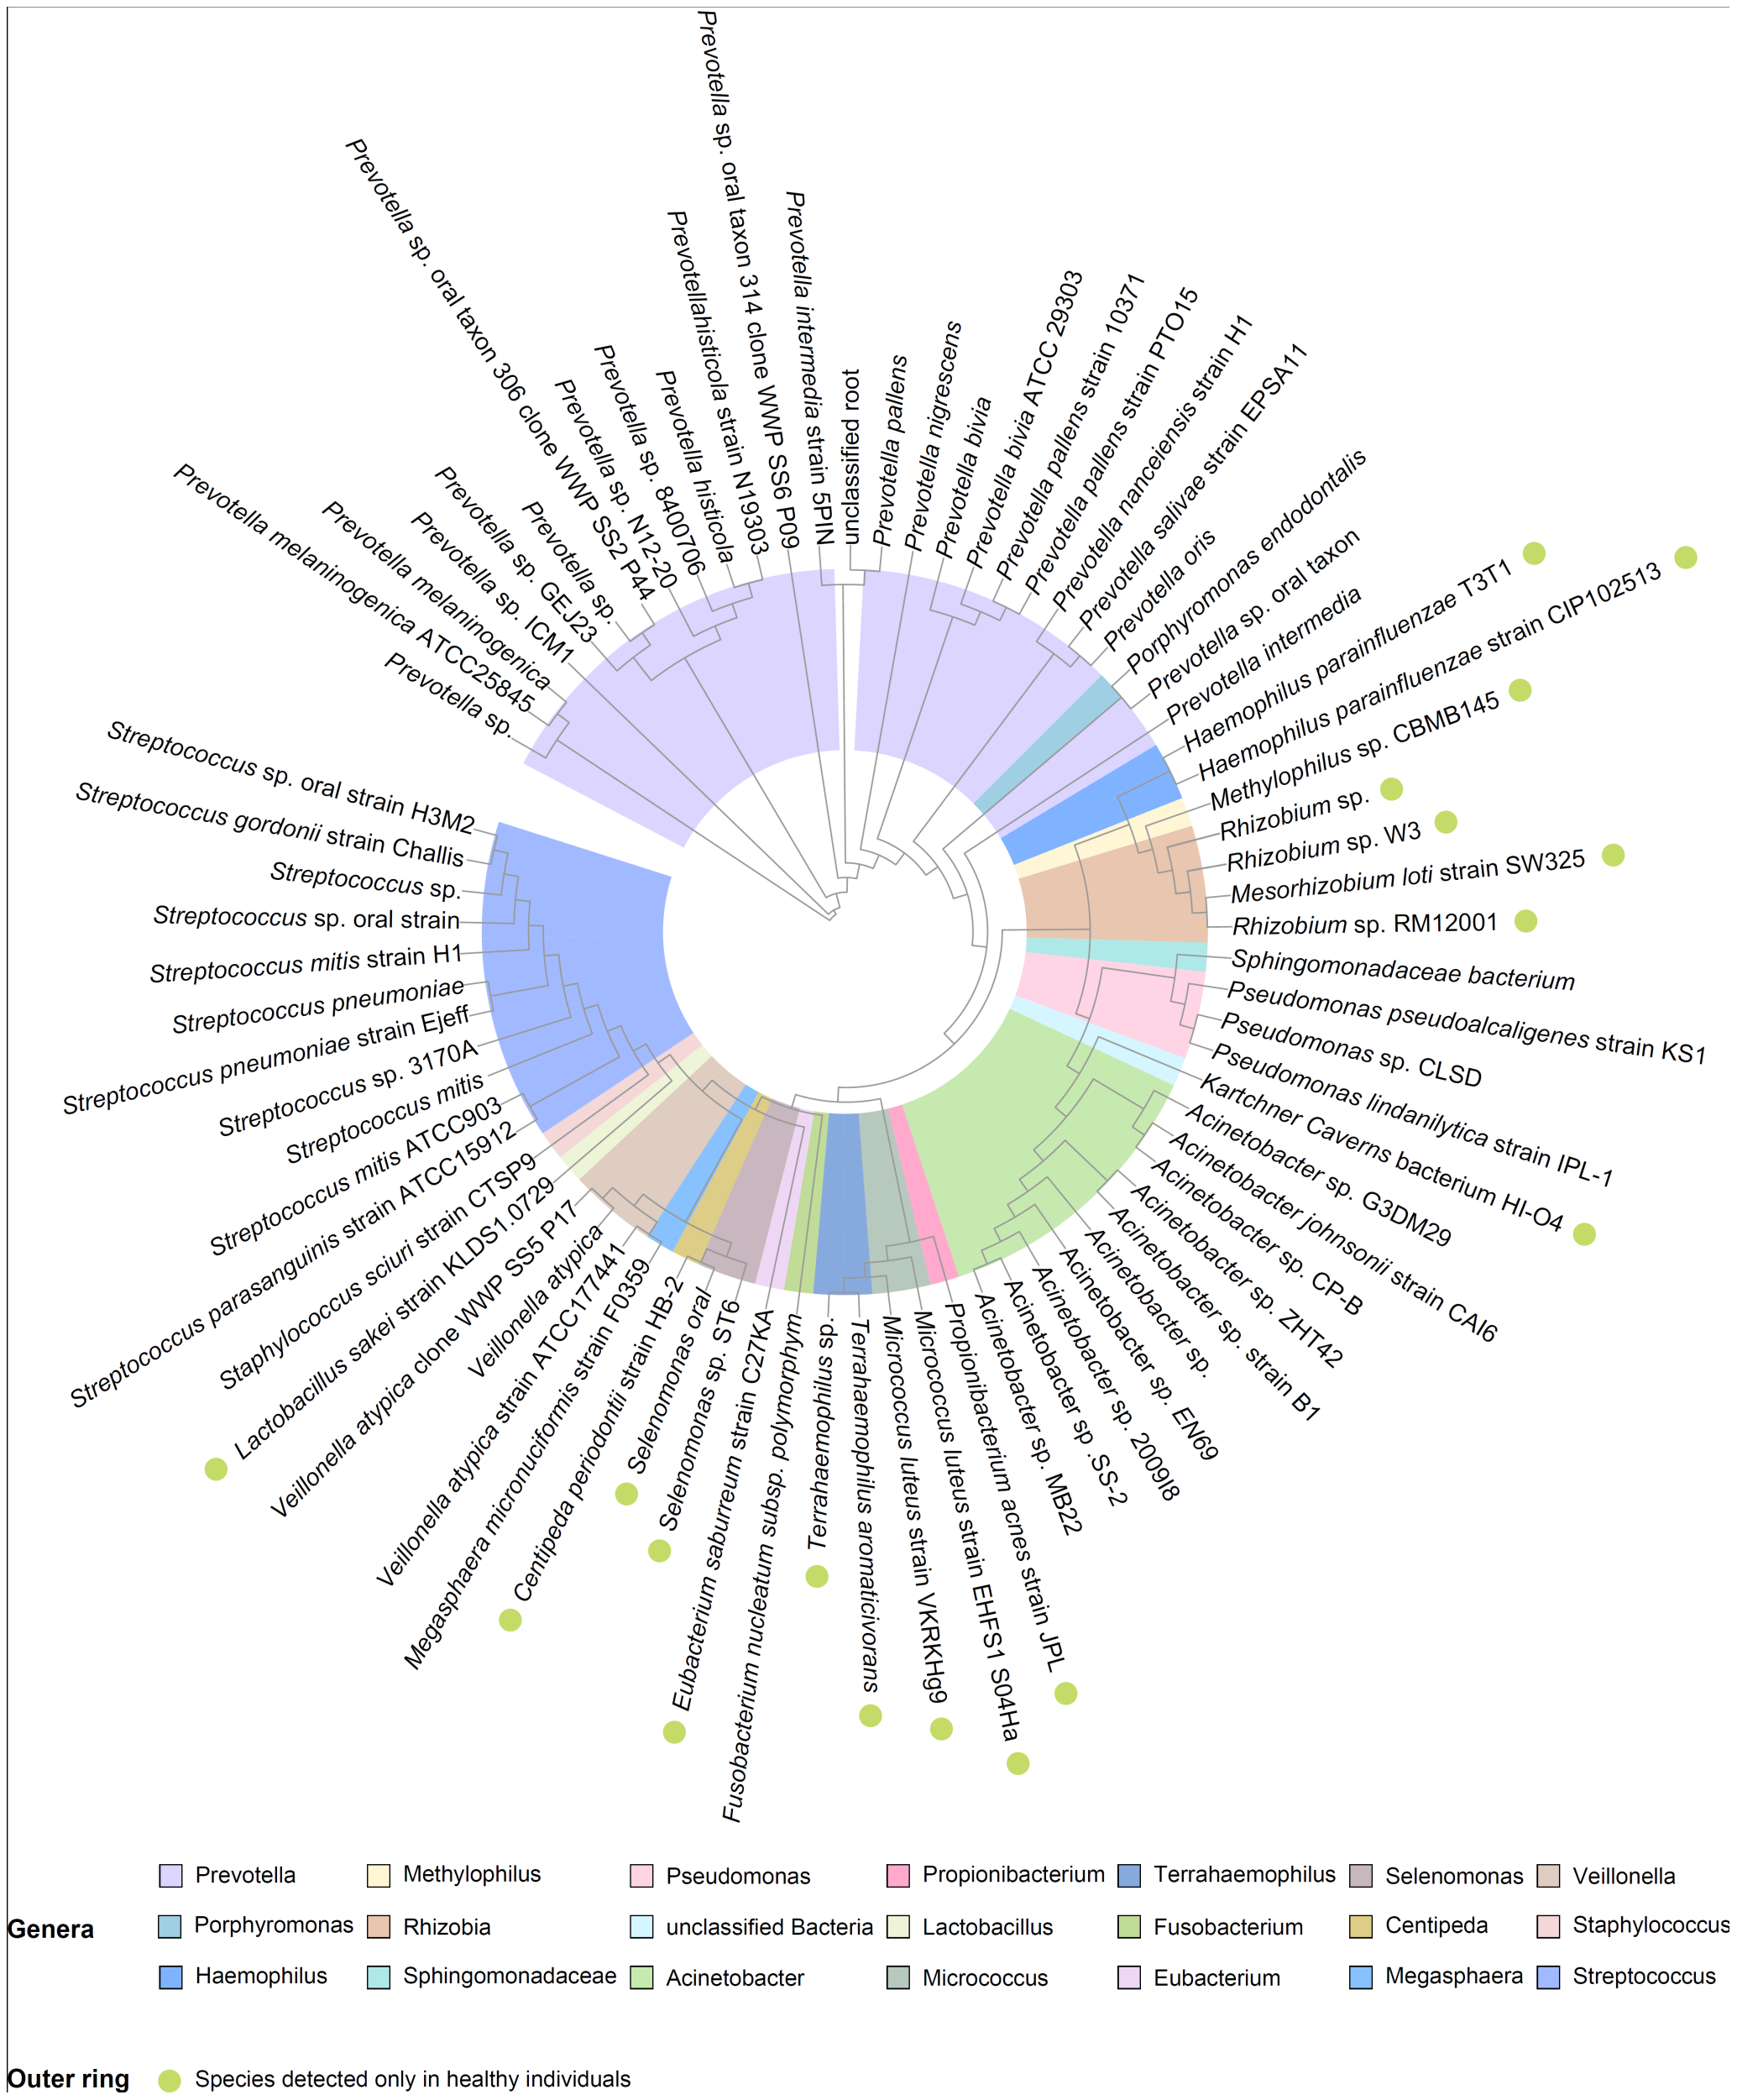 unclassified root
Prevotella pallens
Prevotella nigrescens
Prevotella bivia
Prevotella bivia ATCC 29303
Prevotella pallens strain 10371
Prevotella pallens strain PTO15
Prevotella nanceiensis strain H1
Prevotella salivae strain EPSA11
Prevotella oris
Porphyromonas endodontalis
Prevotella sp. oral taxon
Prevotella intermedia
Haemophilus parainfluenzae T3T1
Haemophilus parainfluenzae strain CIP102513
Methylophilus sp. CBMB145
Rhizobium sp.
Rhizobium sp. W3
Mesorhizobium loti strain SW325
Rhizobium sp. RM12001
Sphingomonadaceae bacterium
Pseudomonas pseudoalcaligenes strain KS1
Pseudomonas sp. CLSD
Pseudomonas lindanilytica strain IPL-1
Kartchner Caverns bacterium HI-O4
Acinetobacter sp. G3DM29
Acinetobacter johnsonii strain CAI6
Acinetobacter sp. CP-B
Acinetobacter sp. ZHT42
Acinetobacter sp. strain B1
Acinetobacter sp.
Acinetobacter sp. EN69
Acinetobacter sp. 2009I8
Acinetobacter sp .SS-2
Acinetobacter sp. MB22
Propionibacterium acnes strain JPL
Micrococcus luteus strain EHFS1 S04Ha
Micrococcus luteus strain VKRKHg9
Terrahaemophilus aromaticivorans
Terrahaemophilus sp.
Fusobacterium nucleatum subsp. polymorphym
Eubacterium saburreum strain C27KA
Selenomonas sp. ST6
Selenomonas oral
Centipeda periodontii strain HB-2
Megasphaera micronuciformis strain F0359
Veillonella atypica strain ATCC177441
Veillonella atypica
Veillonella atypica clone WWP SS5 P17
Lactobacillus sakei strain KLDS1.0729
Staphylococcus sciuri strain CTSP9
Streptococcus parasanguinis strain ATCC15912
Streptococcus mitis ATCC903
Streptococcus mitis
Streptococcus sp. 3170A
Streptococcus pneumoniae strain Ejeff
Streptococcus pneumoniae
Streptococcus mitis strain H1
Streptococcus sp. oral strain
Streptococcus sp.
Streptococcus gordonii strain Challis
Streptococcus sp. oral strain H3M2
Prevotella sp.
Prevotella melaninogenica ATCC25845
Prevotella melaninogenica
Prevotella sp. ICM1
Prevotella sp. GEJ23
Prevotella sp.
Prevotella sp. oral taxon 306 clone WWP SS2 P44
Prevotella sp. N12-20
Prevotella sp. 8400706
Prevotella histicola
Prevotellahisticola strain N19303
Prevotella sp. oral taxon 314 clone WWP SS6 P09
Prevotella intermedia strain 5PIN
Prevotella Methylophilus Pseudomonas Propionibacterium Terrahaemophilus Selenomonas Veillonella
Genera Porphyromonas Rhizobia unclassified Bacteria Lactobacillus Fusobacterium Centipeda Staphylococcus
Haemophilus Sphingomonadaceae Acinetobacter Micrococcus Eubacterium Megasphaera Streptococcus
Outer ring Species detected only in healthy individuals